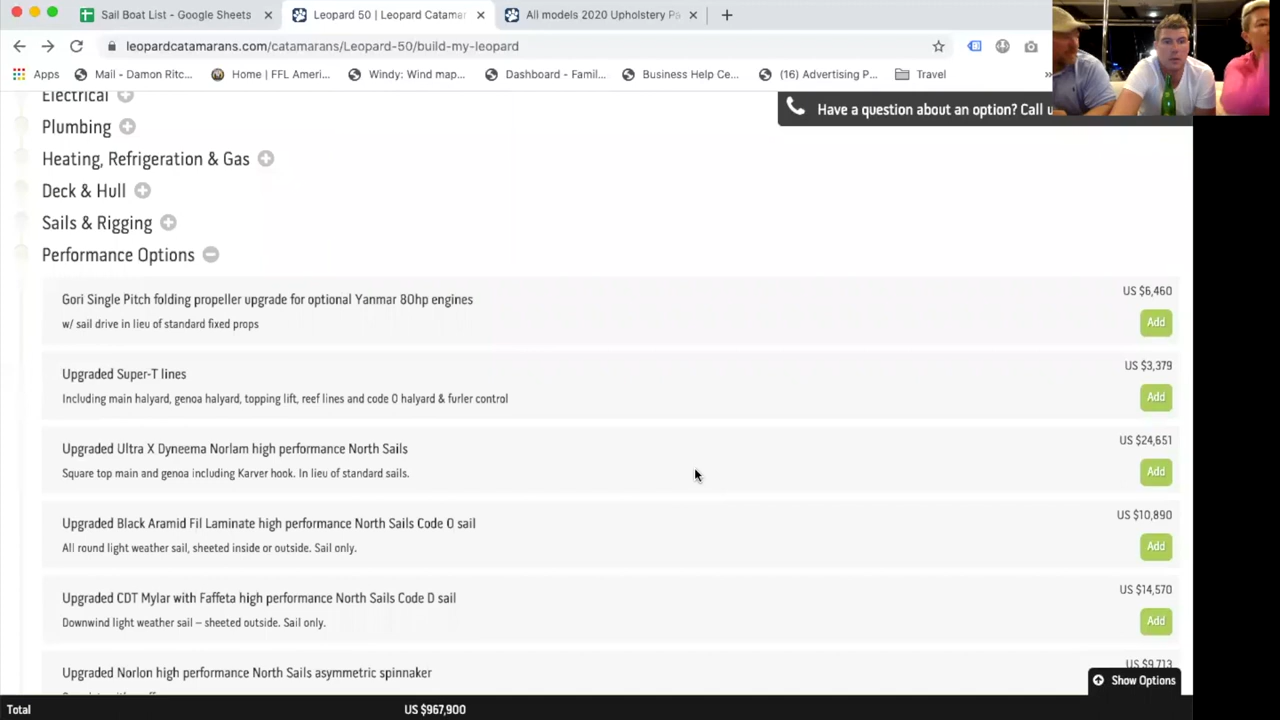 Sail Boat List - Google Sheets
Leopard 50 | Leopard Catamar
All models 2020 Upholstery Pa
leopardcatamarans.com/catamarans/Leopard-50/build-my-leopard
Apps
Mail - Damon Ritc...
Home | FFL Ameri...
Windy: Wind map...
Dashboard - Famil...
Business Help Ce...
(16) Advertising P...
Travel
»
Electrical
Have a question about an option? Call u
Plumbing
Heating, Refrigeration & Gas
Deck & Hull
Sails & Rigging
Performance Options
Gori Single Pitch folding propeller upgrade for optional Yanmar 80hp engines
US $6,460
w/ sail drive in lieu of standard fixed props
Add
Upgraded Super-T lines
US $3,379
Including main halyard, genoa halyard, topping lift, reef lines and code 0 halyard & furler control
Add
Upgraded Ultra X Dyneema Norlam high performance North Sails
US $24,651
Square top main and genoa including Karver hook. In lieu of standard sails.
Add
Upgraded Black Aramid Fil Laminate high performance North Sails Code 0 sail
US $10,890
All round light weather sail, sheeted inside or outside. Sail only.
Add
Upgraded CDT Mylar with Faffeta high performance North Sails Code D sail
US $14,570
Downwind light weather sail – sheeted outside. Sail only.
Add
Upgraded Norlon high performance North Sails asymmetric spinnaker
US $9,713
Show Options
Total
US $967,900